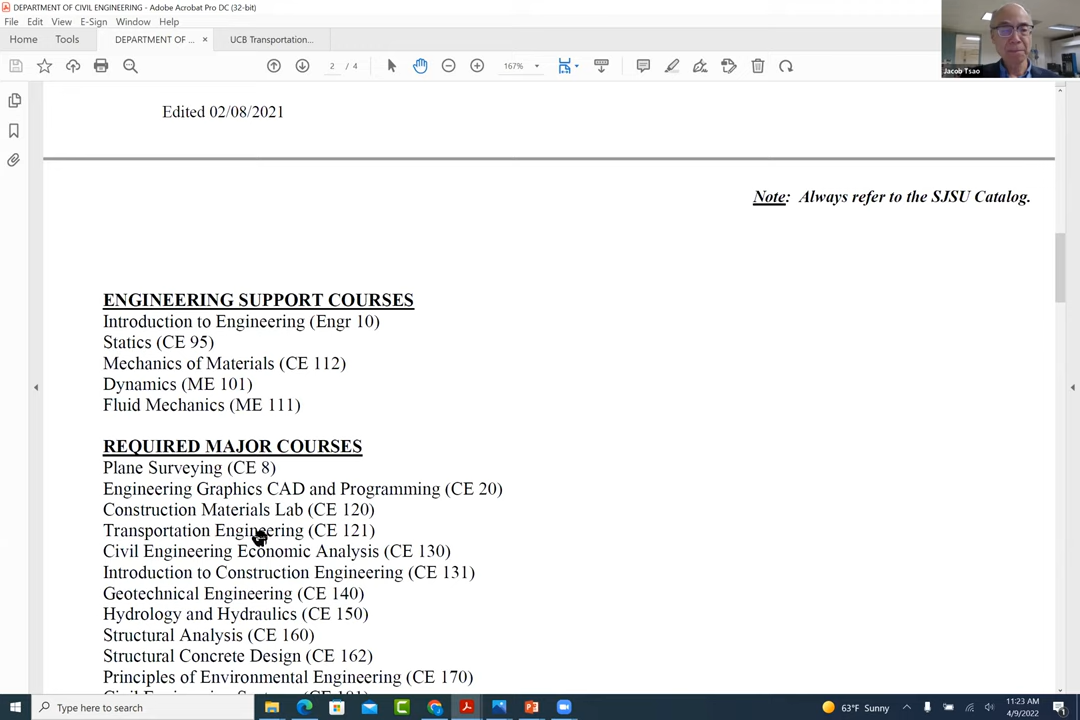 DEPARTMENT OF CIVIL ENGINEERING - Adobe Acrobat Pro DC (32-bit)
File Edit View E-Sign Window Help
Home Tools DEPARTMENT OF ... × UCB Transportation...
2 / 4 167%
Jacob Tsao
Edited 02/08/2021
Note: Always refer to the SJSU Catalog.
ENGINEERING SUPPORT COURSES
Introduction to Engineering (Engr 10)
Statics (CE 95)
Mechanics of Materials (CE 112)
Dynamics (ME 101)
Fluid Mechanics (ME 111)
REQUIRED MAJOR COURSES
Plane Surveying (CE 8)
Engineering Graphics CAD and Programming (CE 20)
Construction Materials Lab (CE 120)
Transportation Engineering (CE 121)
Civil Engineering Economic Analysis (CE 130)
Introduction to Construction Engineering (CE 131)
Geotechnical Engineering (CE 140)
Hydrology and Hydraulics (CE 150)
Structural Analysis (CE 160)
Structural Concrete Design (CE 162)
Principles of Environmental Engineering (CE 170)
Type here to search 63°F Sunny 11:23 AM
4/9/2022